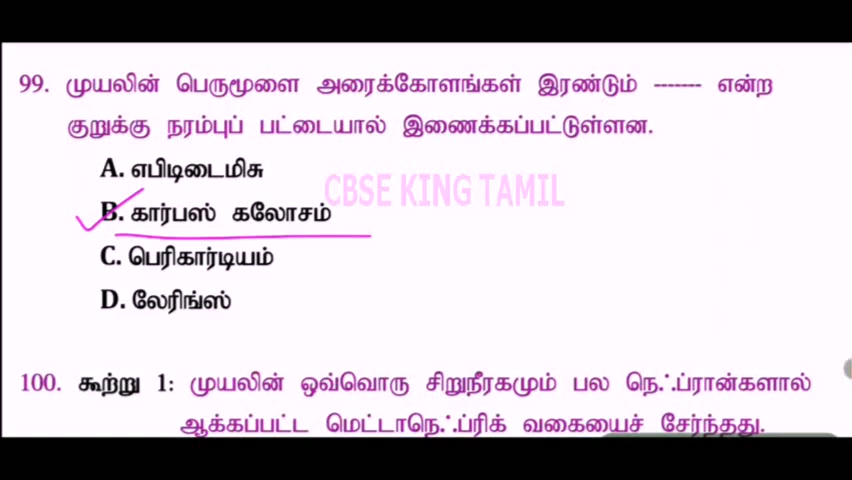 99. முயலின் பெருமூளை அரைக்கோளங்கள் இரண்டும் ------- என்ற
குறுக்கு நரம்புப் பட்டையால் இணைக்கப்பட்டுள்ளன.
A. எபிடிடைமிசு
CBSE KING TAMIL
B. கார்பஸ் கலோசம்
C. பெரிகார்டியம்
D. லேரிங்ஸ்
100. கூற்று 1: முயலின் ஒவ்வொரு சிறுநீரகமும் பல நெஃப்ரான்களால்
ஆக்கப்பட்ட மெட்டாநெஃப்ரிக் வகையைச் சேர்ந்தது.